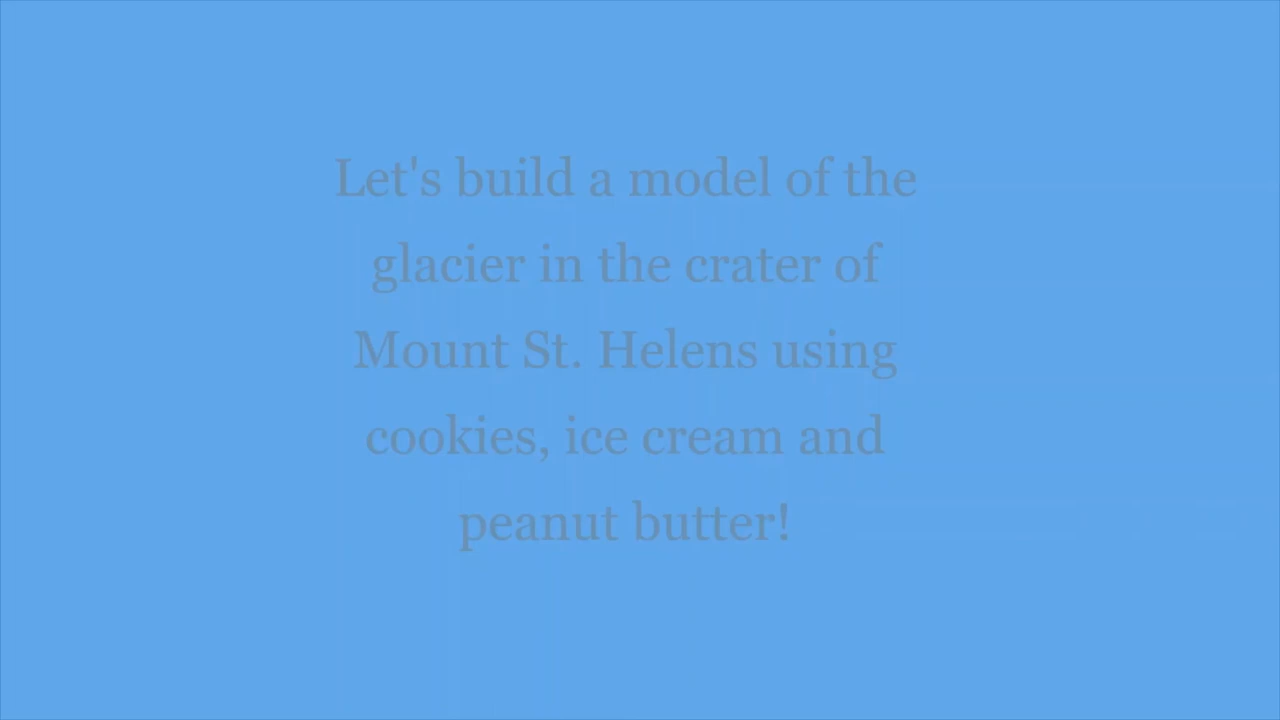 Let's build a model of the
glacier in the crater of
Mount St. Helens using
cookies, ice cream and
peanut butter!